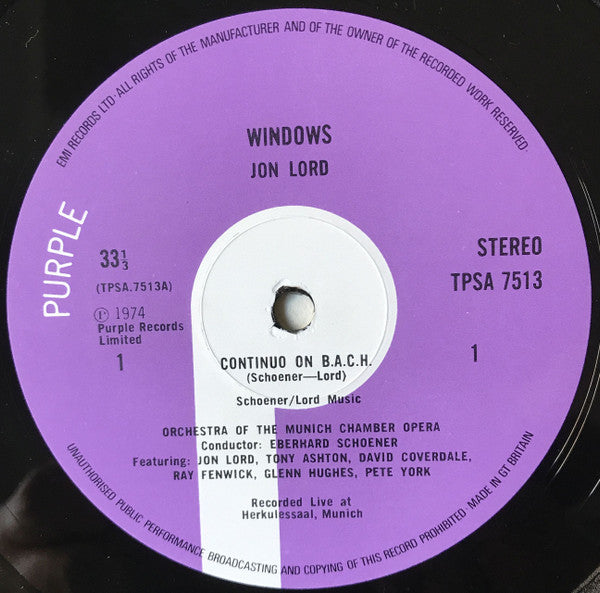 EMI RECORDS LTD· ALL RIGHTS OF THE MANUFACTURER AND OF THE OWNER OF THE RECORDED WORK RESERVED·
WINDOWS
JON LORD
PURPLE
33⅓
(TPSA.7513A)
Ⓟ 1974
Purple Records
Limited
1
STEREO
TPSA 7513
1
CONTINUO ON B.A.C.H.
(Schoener—Lord)
Schoener/Lord Music
ORCHESTRA OF THE MUNICH CHAMBER OPERA
Conductor: EBERHARD SCHOENER
Featuring: JON LORD, TONY ASHTON, DAVID COVERDALE,
RAY FENWICK, GLENN HUGHES, PETE YORK
Recorded Live at
Herkulessaal, Munich
UNAUTHORISED PUBLIC PERFORMANCE BROADCASTING AND COPYING OF THIS RECORD PROHIBITED MADE IN GT BRITAIN